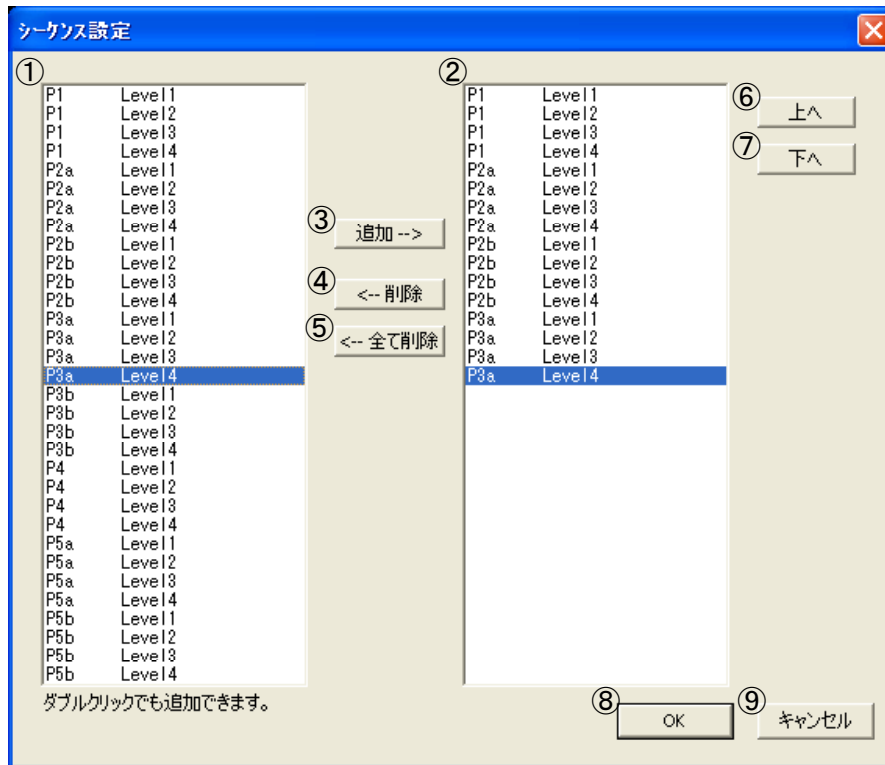 シーケンス設定
①
P1 Level1
P1 Level2
P1 Level3
P1 Level4
P2a Level1
P2a Level2
P2a Level3
P2a Level4
P2b Level1
P2b Level2
P2b Level3
P2b Level4
P3a Level1
P3a Level2
P3a Level3
P3a Level4
P3b Level1
P3b Level2
P3b Level3
P3b Level4
P4 Level1
P4 Level2
P4 Level3
P4 Level4
P5a Level1
P5a Level2
P5a Level3
P5a Level4
P5b Level1
P5b Level2
P5b Level3
P5b Level4
ダブルクリックでも追加できます。
③ 追加 -->
④ <-- 削除
⑤ <-- 全て削除
②
P1 Level1
P1 Level2
P1 Level3
P1 Level4
P2a Level1
P2a Level2
P2a Level3
P2a Level4
P2b Level1
P2b Level2
P2b Level3
P2b Level4
P3a Level1
P3a Level2
P3a Level3
P3a Level4
⑥ 上へ
⑦ 下へ
⑧ OK
⑨ キャンセル